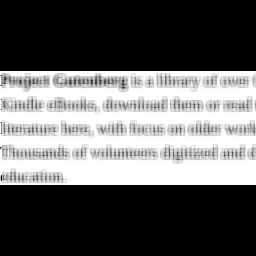 Project Gutenberg is a library of over
Kindle eBooks, download them or read
literature here, with focus on older
Thousands of volunteers digitized and
education.